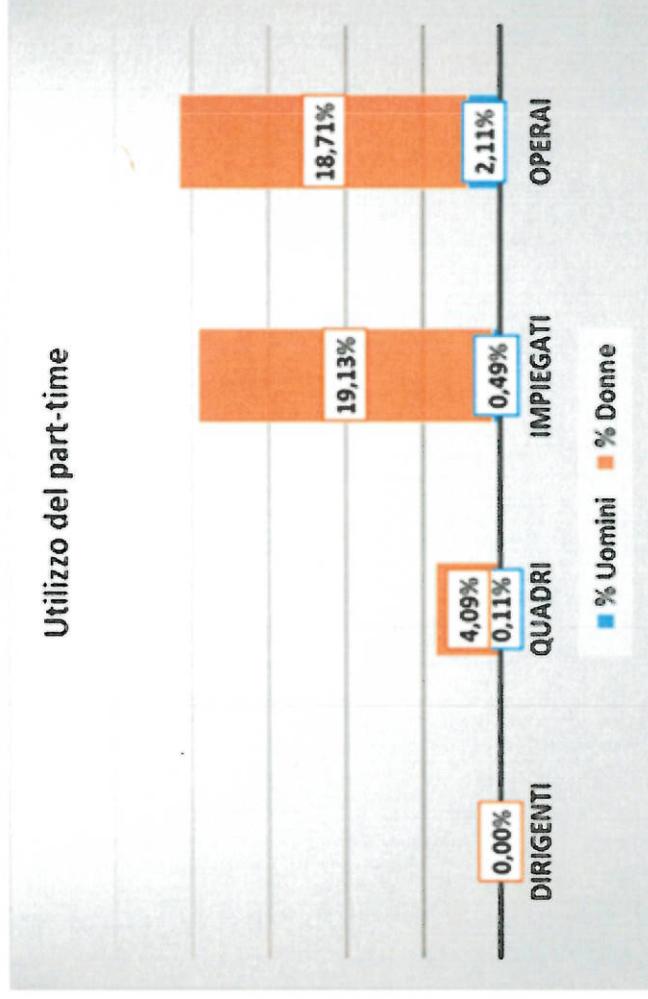 Utilizzo del part-time
18,71%
19,13%
4,09%
0,00%
0,11%
0,49%
2,11%
DIRIGENTI QUADRI IMPIEGATI OPERAI
% Uomini % Donne